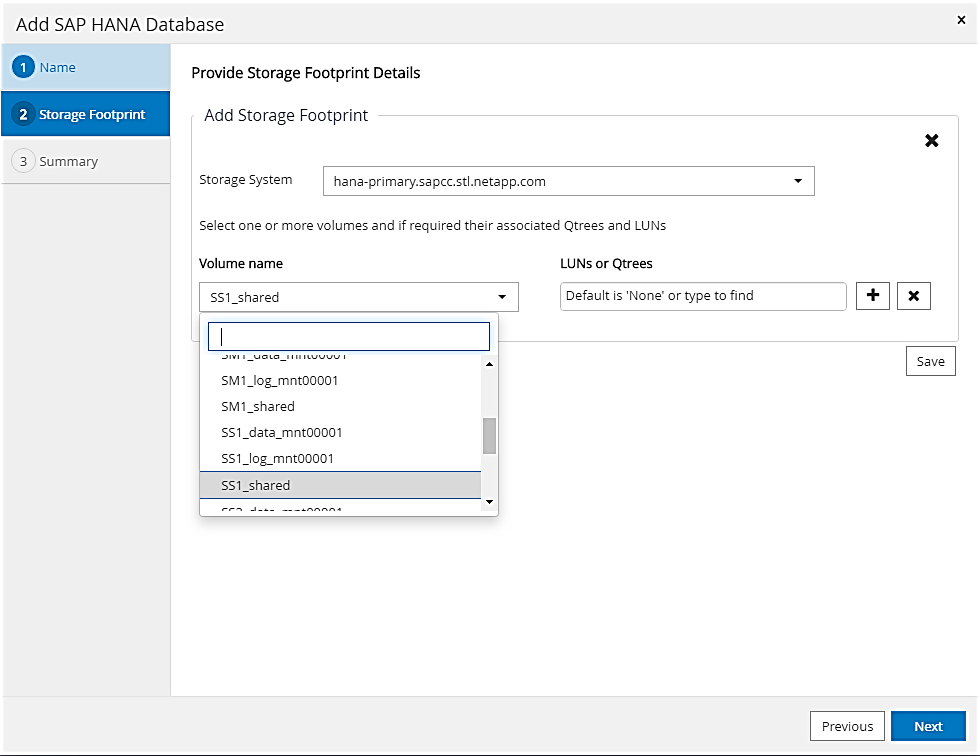 Add SAP HANA Database
1 Name
2 Storage Footprint
3 Summary
Provide Storage Footprint Details
Add Storage Footprint
Storage System
hana-primary.sapcc.stl.netapp.com
Select one or more volumes and if required their associated Qtrees and LUNs
Volume name
LUNs or Qtrees
SS1_shared
Default is 'None' or type to find
SM1_data_mnt00001
SM1_log_mnt00001
SM1_shared
SS1_data_mnt00001
SS1_log_mnt00001
SS1_shared
SS2_data_mnt00001
Save
Previous
Next